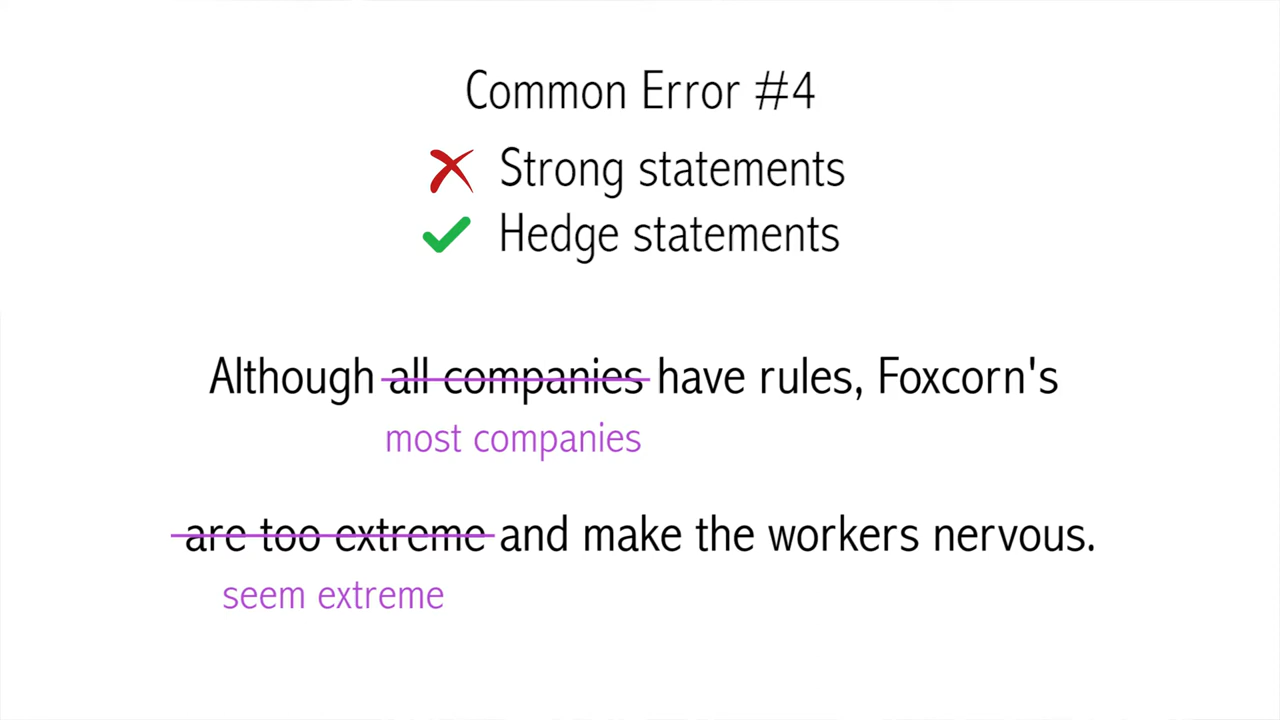 Common Error #4
Strong statements
Hedge statements
Although all companies have rules, Foxcorn's
most companies
are too extreme and make the workers nervous.
seem extreme